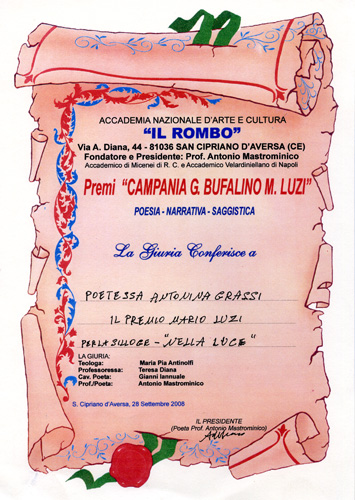 ACCADEMIA NAZIONALE D'ARTE E CULTURA
"IL ROMBO"
Via A. Diana, 44 - 81036 SAN CIPRIANO D'AVERSA (CE)
Fondatore e Presidente: Prof. Antonio Mastrominico
Accademico di Micenei di R. C. e Accademico Velardiniellano di Napoli
Premi "CAMPANIA G. BUFALINO M. LUZI"
POESIA - NARRATIVA - SAGGISTICA
La Giuria Conferisce a
POETESSA ANTONINA GRASSI
IL PREMIO MARIO LUZI
PER LA SILLOGE - "NELLA LUCE"
LA GIURIA:
Teologa: Maria Pia Antinolfi
Professoressa: Teresa Diana
Cav. Poeta: Gianni Iannuale
Prof./Poeta: Antonio Mastrominico
S. Cipriano d'Aversa, 28 Settembre 2008
IL PRESIDENTE
(Poeta Prof. Antonio Mastrominico)